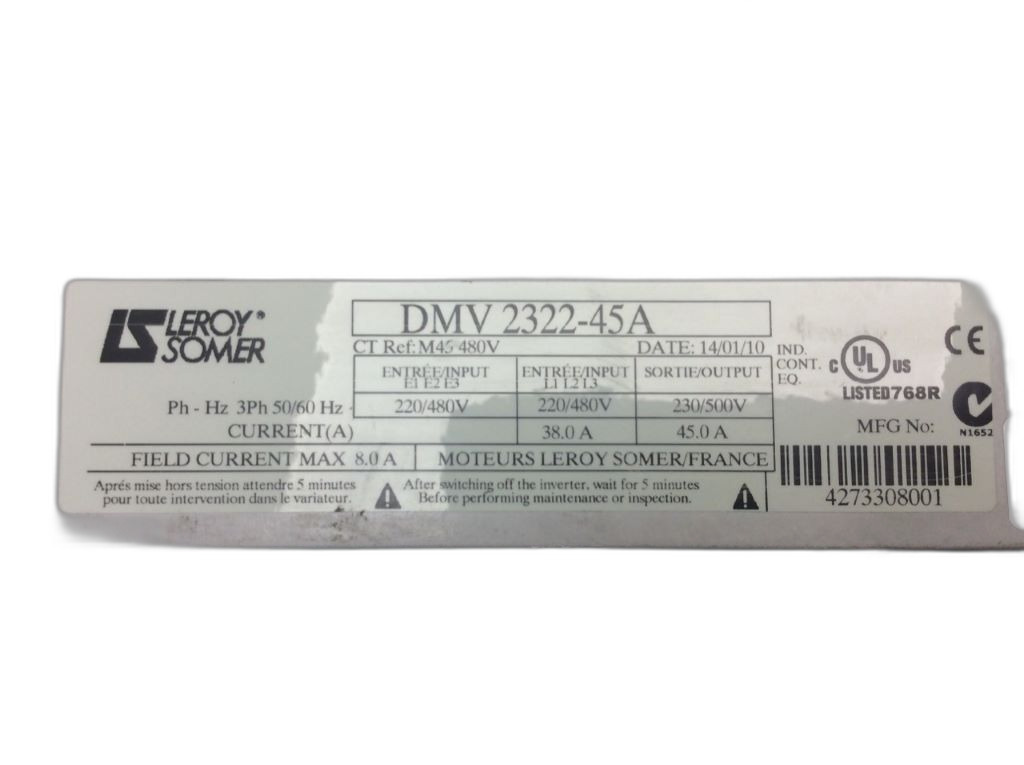 LEROY®
SOMER
DMV 2322-45A
CT Ref: M45 480V DATE: 14/01/10
ENTRÉE/INPUT ENTRÉE/INPUT SORTIE/OUTPUT
E1 E2 E3 L1 L2 L3
Ph - Hz 3Ph 50/60 Hz - 220/480V 220/480V 230/500V
CURRENT(A) 38.0 A 45.0 A
FIELD CURRENT MAX 8.0 A MOTEURS LEROY SOMER/FRANCE
Aprés mise hors tension attendre 5 minutes
pour toute intervention dans le variateur.
After switching off the inverter, wait for 5 minutes
Before performing maintenance or inspection.
IND.
CONT.
EQ.
C UL US
LISTED 768R
CE
N1652
MFG No:
4273308001